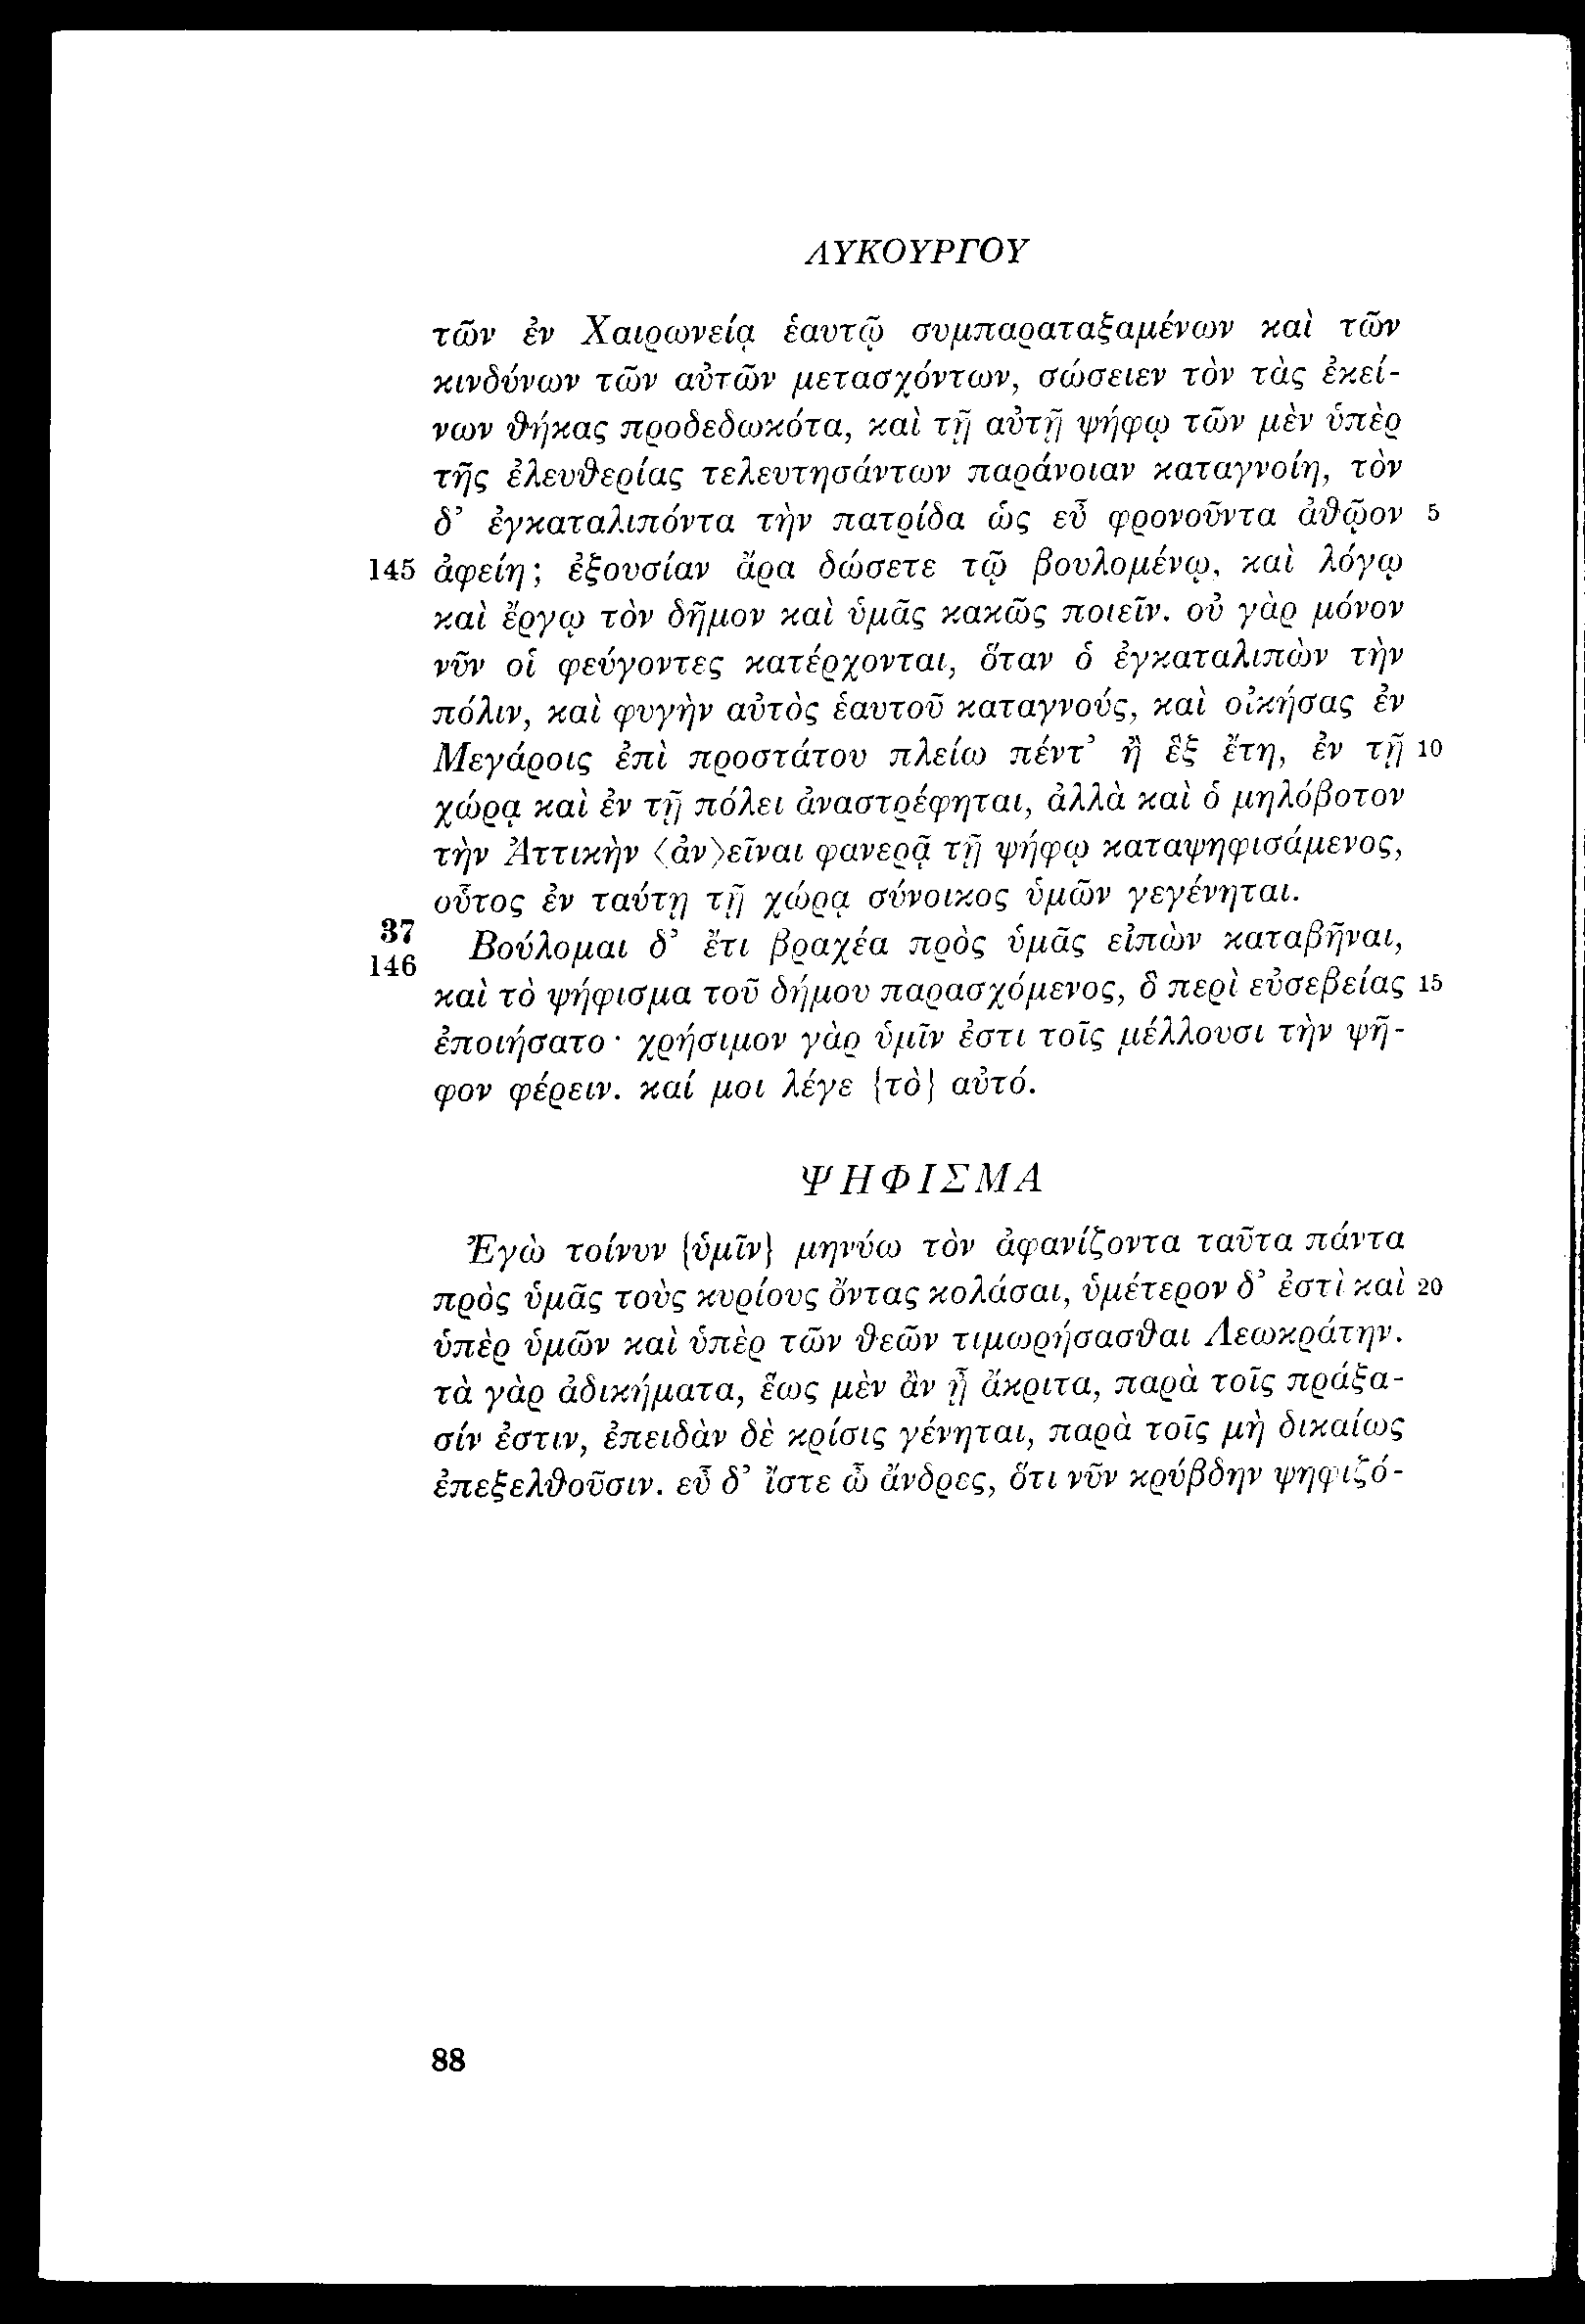 ΛΥΚΟΥΡΓΟΥ
τῶν ἐν Χαιρωνείᾳ ἑαυτῷ συμπαραταξαμένων καὶ τῶν
κινδύνων τῶν αὐτῶν μετασχόντων, σώσειεν τὸν τὰς ἐκεί-
νων θήκας προδεδωκότα, καὶ τῇ αὐτῇ ψήφῳ τῶν μὲν ὑπὲρ
τῆς ἐλευθερίας τελευτησάντων παράνοιαν καταγνοίη, τὸν
δ’ ἐγκαταλιπόντα τὴν πατρίδα ὡς εὖ φρονοῦντα ἀθῷον 5
145 ἀφείη; ἐξουσίαν ἄρα δώσετε τῷ βουλομένῳ, καὶ λόγῳ
καὶ ἔργῳ τὸν δῆμον καὶ ὑμᾶς κακῶς ποιεῖν. οὐ γὰρ μόνον
νῦν οἱ φεύγοντες κατέρχονται, ὅταν ὁ ἐγκαταλιπὼν τὴν
πόλιν, καὶ φυγὴν αὐτὸς ἑαυτοῦ καταγνούς, καὶ οἰκήσας ἐν
Μεγάροις ἐπὶ προστάτου πλείω πέντ’ ἢ ἓξ ἔτη, ἐν τῇ 10
χώρᾳ καὶ ἐν τῇ πόλει ἀναστρέφηται, ἀλλὰ καὶ ὁ μηλόβοτον
τὴν Ἀττικὴν ⟨ἀν⟩εῖναι φανερᾷ τῇ ψήφῳ καταψηφισάμενος,
οὗτος ἐν ταύτῃ τῇ χώρᾳ σύνοικος ὑμῶν γεγένηται.
37
146 Βούλομαι δ’ ἔτι βραχέα πρὸς ὑμᾶς εἰπὼν καταβῆναι,
καὶ τὸ ψήφισμα τοῦ δήμου παρασχόμενος, ὃ περὶ εὐσεβείας 15
ἐποιήσατο· χρήσιμον γὰρ ὑμῖν ἐστι τοῖς μέλλουσι τὴν ψῆ-
φον φέρειν. καί μοι λέγε {τὸ} αὐτό.
ΨΗΦΙΣΜΑ
Ἐγὼ τοίνυν {ὑμῖν} μηνύω τὸν ἀφανίζοντα ταῦτα πάντα
πρὸς ὑμᾶς τοὺς κυρίους ὄντας κολάσαι, ὑμέτερον δ’ ἐστὶ καὶ 20
ὑπὲρ ὑμῶν καὶ ὑπὲρ τῶν θεῶν τιμωρήσασθαι Λεωκράτην.
τὰ γὰρ ἀδικήματα, ἕως μὲν ἂν ᾖ ἄκριτα, παρὰ τοῖς πράξα-
σίν ἐστιν, ἐπειδὰν δὲ κρίσις γένηται, παρὰ τοῖς μὴ δικαίως
ἐπεξελθοῦσιν. εὖ δ’ ἴστε ὦ ἄνδρες, ὅτι νῦν κρύβδην ψηφιζό-
88